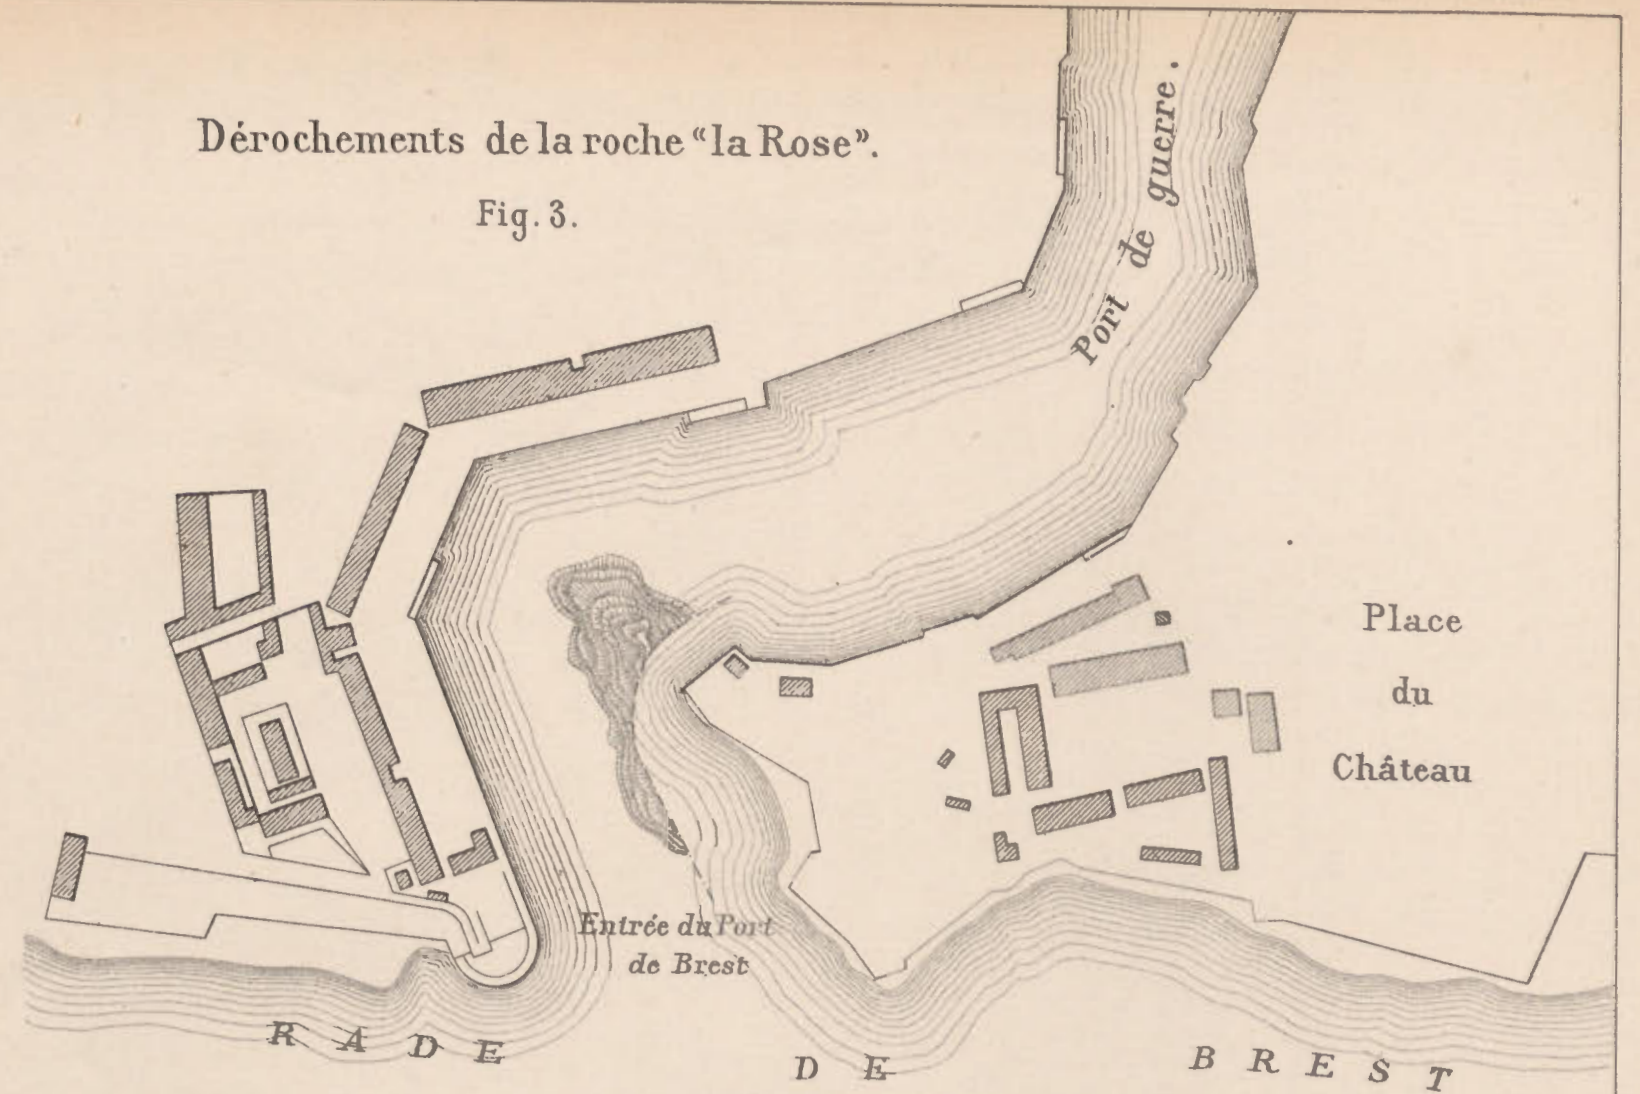 Dérochements de la roche “la Rose”.
Fig. 3.
Port de guerre.
Place
du
Château
Entrée du Port
de Brest
RADE DE BREST